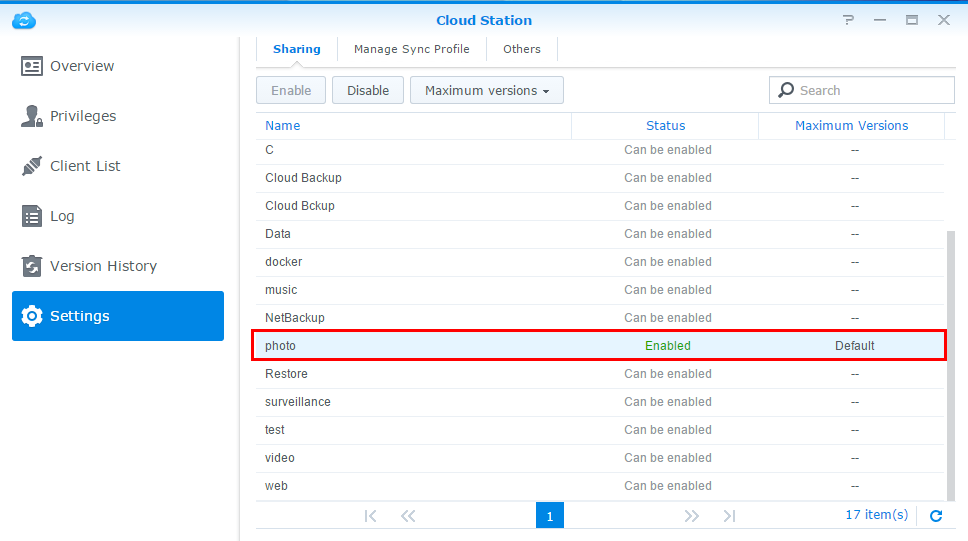 Cloud Station
Overview
Privileges
Client List
Log
Version History
Settings
Sharing Manage Sync Profile Others
Enable Disable Maximum versions Search
Name Status Maximum Versions
C Can be enabled --
Cloud Backup Can be enabled --
Cloud Bckup Can be enabled --
Data Can be enabled --
docker Can be enabled --
music Can be enabled --
NetBackup Can be enabled --
photo Enabled Default
Restore Can be enabled --
surveillance Can be enabled --
test Can be enabled --
video Can be enabled --
web Can be enabled --
1 17 item(s)